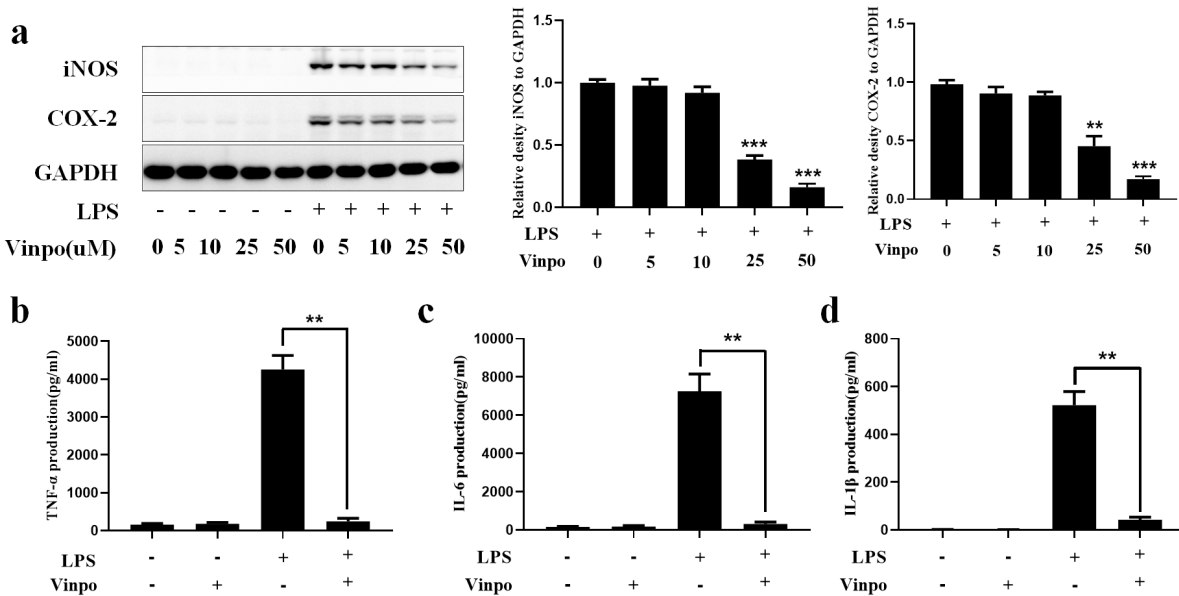 a
iNOS
COX-2
GAPDH
LPS - - - - - + + + + +
Vinpo(uM) 0 5 10 25 50 0 5 10 25 50
Relative desity iNOS to GAPDH
1.5
1.0
0.5
0.0
***
***
LPS + + + + +
Vinpo 0 5 10 25 50
Relative desity COX-2 to GAPDH
1.5
1.0
0.5
0.0
**
***
LPS + + + + +
Vinpo 0 5 10 25 50
b
TNF-α production(pg/ml)
5000
4000
3000
2000
1000
0
**
LPS - - + +
Vinpo - + - +
c
IL-6 production(pg/ml)
10000
8000
6000
4000
2000
0
**
LPS - - + +
Vinpo - + - +
d
IL-1β production(pg/ml)
800
600
400
200
0
**
LPS - - + +
Vinpo - + - +